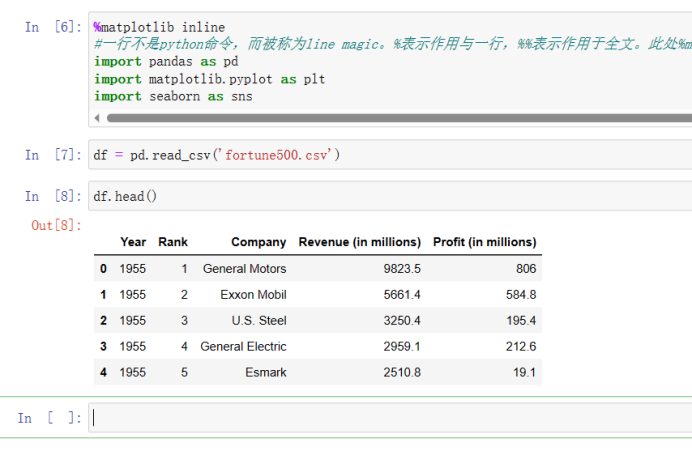 In [6]: %matplotlib inline
#一行不是python命令，而被称为line magic。%表示作用与一行，%%表示作用于全文。此处%m
import pandas as pd
import matplotlib.pyplot as plt
import seaborn as sns
In [7]: df = pd.read_csv('fortune500.csv')
In [8]: df.head()
Out[8]:
Year Rank Company Revenue (in millions) Profit (in millions)
0 1955 1 General Motors 9823.5 806
1 1955 2 Exxon Mobil 5661.4 584.8
2 1955 3 U.S. Steel 3250.4 195.4
3 1955 4 General Electric 2959.1 212.6
4 1955 5 Esmark 2510.8 19.1
In [ ]: